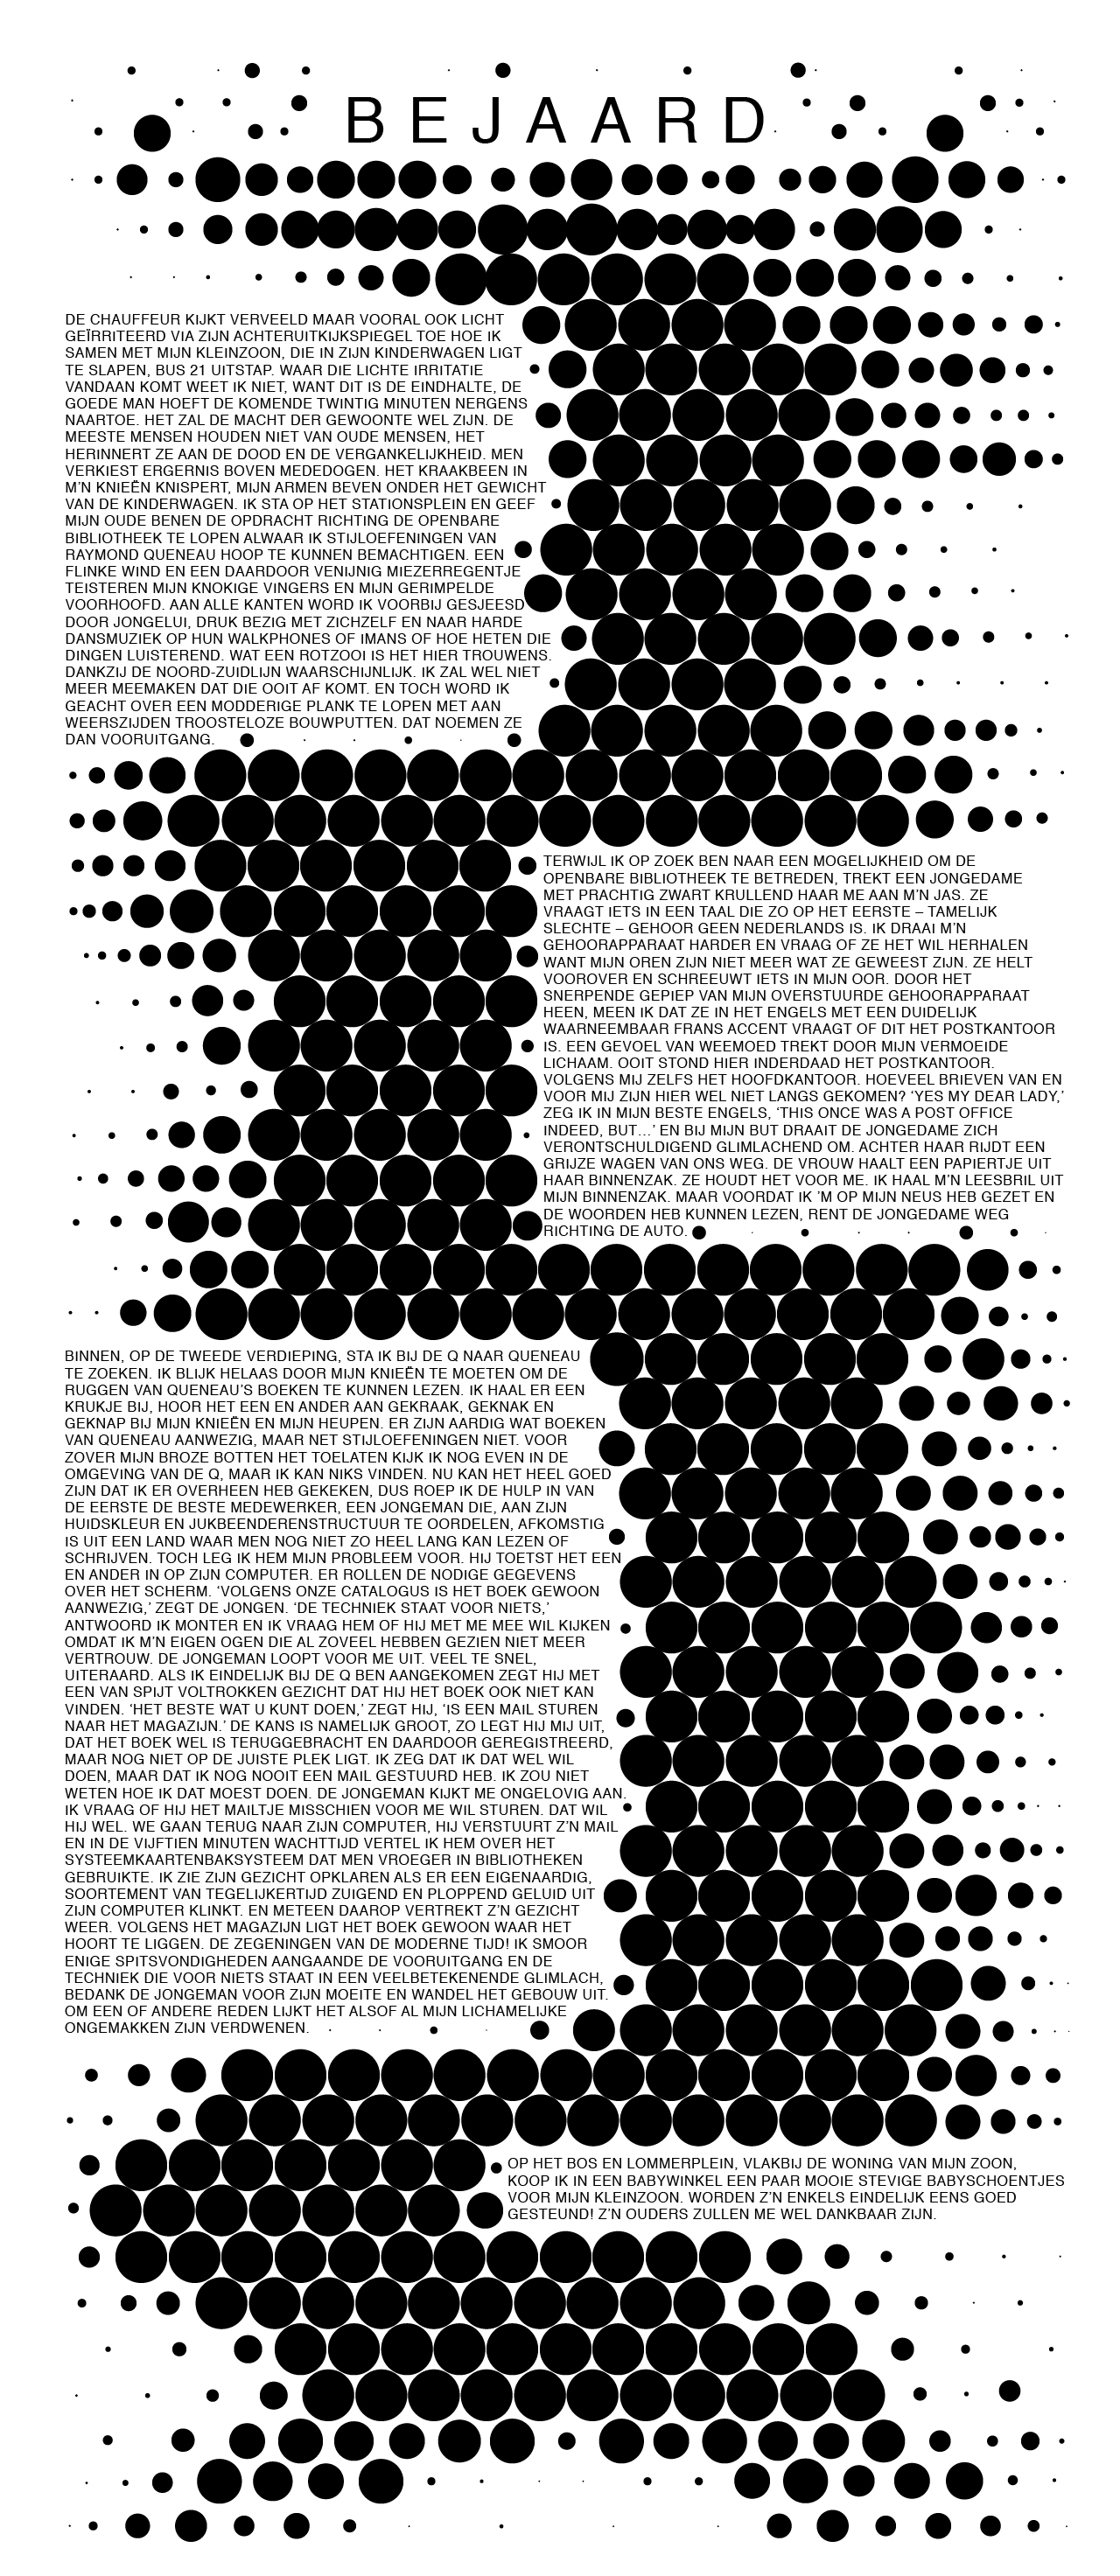 BEJAARD
DE CHAUFFEUR KIJKT VERVEELD MAAR VOORAL OOK LICHT
GEÏRRITEERD VIA ZIJN ACHTERUITKIJKSPIEGEL TOE HOE IK
SAMEN MET MIJN KLEINZOON, DIE IN ZIJN KINDERWAGEN LIGT
TE SLAPEN, BUS 21 UITSTAP. WAAR DIE LICHTE IRRITATIE
VANDAAN KOMT WEET IK NIET, WANT DIT IS DE EINDHALTE, DE
GOEDE MAN HOEFT DE KOMENDE TWINTIG MINUTEN NERGENS
NAARTOE. HET ZAL DE MACHT DER GEWOONTE WEL ZIJN. DE
MEESTE MENSEN HOUDEN NIET VAN OUDE MENSEN, HET
HERINNERT ZE AAN DE DOOD EN DE VERGANKELIJKHEID. MEN
VERKIEST ERGERNIS BOVEN MEDEDOGEN. HET KRAAKBEEN IN
M'N KNIEËN KNISPERT, MIJN ARMEN BEVEN ONDER HET GEWICHT
VAN DE KINDERWAGEN. IK STA OP HET STATIONSPLEIN EN GEEF
MIJN OUDE BENEN DE OPDRACHT RICHTING DE OPENBARE
BIBLIOTHEEK TE LOPEN ALWAAR IK STIJLOEFENINGEN VAN
RAYMOND QUENEAU HOOP TE KUNNEN BEMACHTIGEN. EEN
FLINKE WIND EN EEN DAARDOOR VENIJNIG MIEZERREGENTJE
TEISTEREN MIJN KNOKIGE VINGERS EN MIJN GERIMPELDE
VOORHOOFD. AAN ALLE KANTEN WORD IK VOORBIJ GESJEESD
DOOR JONGELUI, DRUK BEZIG MET ZICHZELF EN NAAR HARDE
DANSMUZIEK OP HUN WALKPHONES OF IMANS OF HOE HETEN DIE
DINGEN LUISTEREND. WAT EEN ROTZOOI IS HET HIER TROUWENS.
DANKZIJ DE NOORD-ZUIDLIJN WAARSCHIJNLIJK. IK ZAL WEL NIET
MEER MEEMAKEN DAT DIE OOIT AF KOMT. EN TOCH WORD IK
GEACHT OVER EEN MODDERIGE PLANK TE LOPEN MET AAN
WEERSZIJDEN TROOSTELOZE BOUWPUTTEN. DAT NOEMEN ZE
DAN VOORUITGANG.
TERWIJL IK OP ZOEK BEN NAAR EEN MOGELIJKHEID OM DE
OPENBARE BIBLIOTHEEK TE BETREDEN, TREKT EEN JONGEDAME
MET PRACHTIG ZWART KRULLEND HAAR ME AAN M'N JAS. ZE
VRAAGT IETS IN EEN TAAL DIE ZO OP HET EERSTE – TAMELIJK
SLECHTE – GEHOOR GEEN NEDERLANDS IS. IK DRAAI M'N
GEHOORAPPARAAT HARDER EN VRAAG OF ZE HET WIL HERHALEN
WANT MIJN OREN ZIJN NIET MEER WAT ZE GEWEEST ZIJN. ZE HELT
VOOROVER EN SCHREEUWT IETS IN MIJN OOR. DOOR HET
SNERPENDE GEPIEP VAN MIJN OVERSTUURDE GEHOORAPPARAAT
HEEN, MEEN IK DAT ZE IN HET ENGELS MET EEN DUIDELIJK
WAARNEEMBAAR FRANS ACCENT VRAAGT OF DIT HET POSTKANTOOR
IS. EEN GEVOEL VAN WEEMOED TREKT DOOR MIJN VERMOEIDE
LICHAAM. OOIT STOND HIER INDERDAAD HET POSTKANTOOR.
VOLGENS MIJ ZELFS HET HOOFDKANTOOR. HOEVEEL BRIEVEN VAN EN
VOOR MIJ ZIJN HIER WEL NIET LANGS GEKOMEN? 'YES MY DEAR LADY,'
ZEG IK IN MIJN BESTE ENGELS, 'THIS ONCE WAS A POST OFFICE
INDEED, BUT…' EN BIJ MIJN BUT DRAAIT DE JONGEDAME ZICH
VERONTSCHULDIGEND GLIMLACHEND OM. ACHTER HAAR RIJDT EEN
GRIJZE WAGEN VAN ONS WEG. DE VROUW HAALT EEN PAPIERTJE UIT
HAAR BINNENZAK. ZE HOUDT HET VOOR ME. IK HAAL M'N LEESBRIL UIT
MIJN BINNENZAK. MAAR VOORDAT IK 'M OP MIJN NEUS HEB GEZET EN
DE WOORDEN HEB KUNNEN LEZEN, RENT DE JONGEDAME WEG
RICHTING DE AUTO.
BINNEN, OP DE TWEEDE VERDIEPING, STA IK BIJ DE Q NAAR QUENEAU
TE ZOEKEN. IK BLIJK HELAAS DOOR MIJN KNIEËN TE MOETEN OM DE
RUGGEN VAN QUENEAU'S BOEKEN TE KUNNEN LEZEN. IK HAAL ER EEN
KRUKJE BIJ, HOOR HET EEN EN ANDER AAN GEKRAAK, GEKNAK EN
GEKNAP BIJ MIJN KNIEËN EN MIJN HEUPEN. ER ZIJN AARDIG WAT BOEKEN
VAN QUENEAU AANWEZIG, MAAR NET STIJLOEFENINGEN NIET. VOOR
ZOVER MIJN BROZE BOTTEN HET TOELATEN KIJK IK NOG EVEN IN DE
OMGEVING VAN DE Q, MAAR IK KAN NIKS VINDEN. NU KAN HET HEEL GOED
ZIJN DAT IK ER OVERHEEN HEB GEKEKEN, DUS ROEP IK DE HULP IN VAN
DE EERSTE DE BESTE MEDEWERKER, EEN JONGEMAN DIE, AAN ZIJN
HUIDSKLEUR EN JUKBEENDERENSTRUCTUUR TE OORDELEN, AFKOMSTIG
IS UIT EEN LAND WAAR MEN NOG NIET ZO HEEL LANG KAN LEZEN OF
SCHRIJVEN. TOCH LEG IK HEM MIJN PROBLEEM VOOR. HIJ TOETST HET EEN
EN ANDER IN OP ZIJN COMPUTER. ER ROLLEN DE NODIGE GEGEVENS
OVER HET SCHERM. 'VOLGENS ONZE CATALOGUS IS HET BOEK GEWOON
AANWEZIG,' ZEGT DE JONGEN. 'DE TECHNIEK STAAT VOOR NIETS,'
ANTWOORD IK MONTER EN IK VRAAG HEM OF HIJ MET ME MEE WIL KIJKEN
OMDAT IK M'N EIGEN OGEN DIE AL ZOVEEL HEBBEN GEZIEN NIET MEER
VERTROUW. DE JONGEMAN LOOPT VOOR ME UIT. VEEL TE SNEL,
UITERAARD. ALS IK EINDELIJK BIJ DE Q BEN AANGEKOMEN ZEGT HIJ MET
EEN VAN SPIJT VOLTROKKEN GEZICHT DAT HIJ HET BOEK OOK NIET KAN
VINDEN. 'HET BESTE WAT U KUNT DOEN,' ZEGT HIJ, 'IS EEN MAIL STUREN
NAAR HET MAGAZIJN.' DE KANS IS NAMELIJK GROOT, ZO LEGT HIJ MIJ UIT,
DAT HET BOEK WEL IS TERUGGEBRACHT EN DAARDOOR GEREGISTREERD,
MAAR NOG NIET OP DE JUISTE PLEK LIGT. IK ZEG DAT IK DAT WEL WIL
DOEN, MAAR DAT IK NOG NOOIT EEN MAIL GESTUURD HEB. IK ZOU NIET
WETEN HOE IK DAT MOEST DOEN. DE JONGEMAN KIJKT ME ONGELOVIG AAN.
IK VRAAG OF HIJ HET MAILTJE MISSCHIEN VOOR ME WIL STUREN. DAT WIL
HIJ WEL. WE GAAN TERUG NAAR ZIJN COMPUTER, HIJ VERSTUURT Z'N MAIL
EN IN DE VIJFTIEN MINUTEN WACHTTIJD VERTEL IK HEM OVER HET
SYSTEEMKAARTENBAKSYSTEEM DAT MEN VROEGER IN BIBLIOTHEKEN
GEBRUIKTE. IK ZIE ZIJN GEZICHT OPKLAREN ALS ER EEN EIGENAARDIG,
SOORTEMENT VAN TEGELIJKERTIJD ZUIGEND EN PLOPPEND GELUID UIT
ZIJN COMPUTER KLINKT. EN METEEN DAAROP VERTREKT Z'N GEZICHT
WEER. VOLGENS HET MAGAZIJN LIGT HET BOEK GEWOON WAAR HET
HOORT TE LIGGEN. DE ZEGENINGEN VAN DE MODERNE TIJD! IK SMOOR
ENIGE SPITSVONDIGHEDEN AANGAANDE DE VOORUITGANG EN DE
TECHNIEK DIE VOOR NIETS STAAT IN EEN VEELBETEKENENDE GLIMLACH,
BEDANK DE JONGEMAN VOOR ZIJN MOEITE EN WANDEL HET GEBOUW UIT.
OM EEN OF ANDERE REDEN LIJKT HET ALSOF AL MIJN LICHAMELIJKE
ONGEMAKKEN ZIJN VERDWENEN.
OP HET BOS EN LOMMERPLEIN, VLAKBIJ DE WONING VAN MIJN ZOON,
KOOP IK IN EEN BABYWINKEL EEN PAAR MOOIE STEVIGE BABYSCHOENTJES
VOOR MIJN KLEINZOON. WORDEN Z'N ENKELS EINDELIJK EENS GOED
GESTEUND! Z'N OUDERS ZULLEN ME WEL DANKBAAR ZIJN.